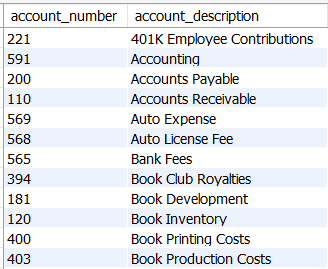 account_number account_description
221 401K Employee Contributions
591 Accounting
200 Accounts Payable
110 Accounts Receivable
569 Auto Expense
568 Auto License Fee
565 Bank Fees
394 Book Club Royalties
181 Book Development
120 Book Inventory
400 Book Printing Costs
403 Book Production Costs